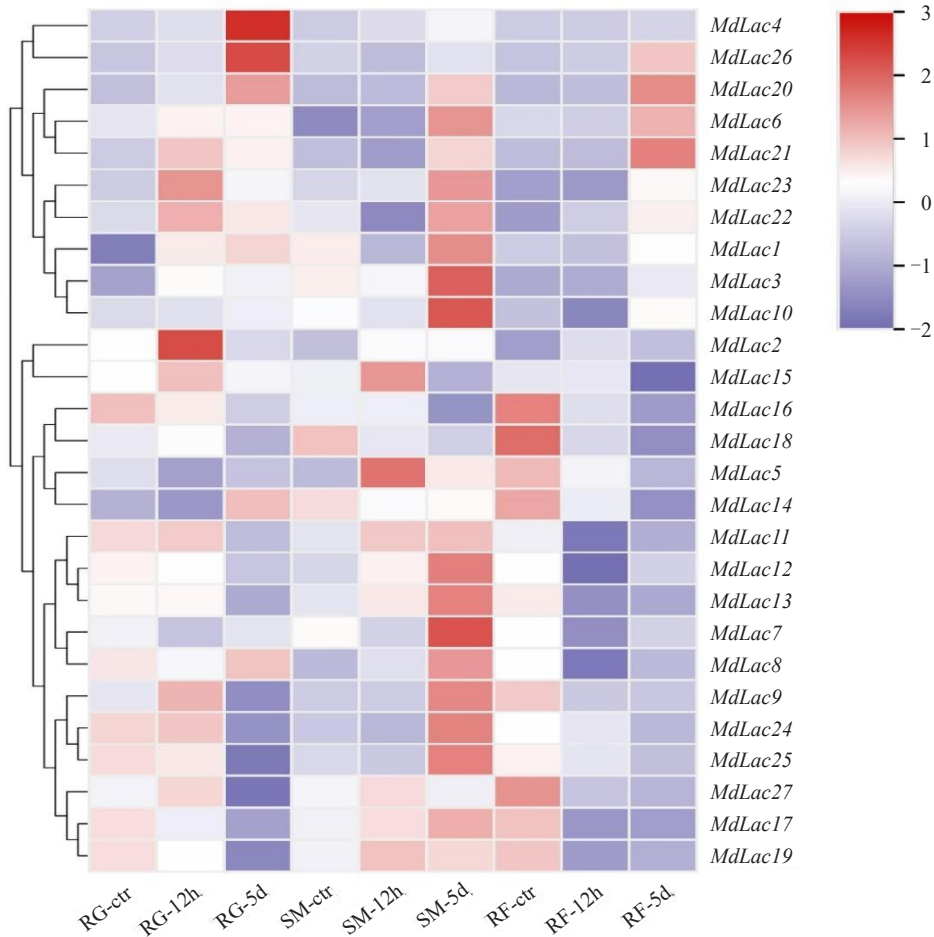 MdLac4
MdLac26
MdLac20
MdLac6
MdLac21
MdLac23
MdLac22
MdLac1
MdLac3
MdLac10
MdLac2
MdLac15
MdLac16
MdLac18
MdLac5
MdLac14
MdLac11
MdLac12
MdLac13
MdLac7
MdLac8
MdLac9
MdLac24
MdLac25
MdLac27
MdLac17
MdLac19
RG-ctr
RG-12h
RG-5d
SM-ctr
SM-12h
SM-5d
RF-ctr
RF-12h
RF-5d
3
2
1
0
−1
−2